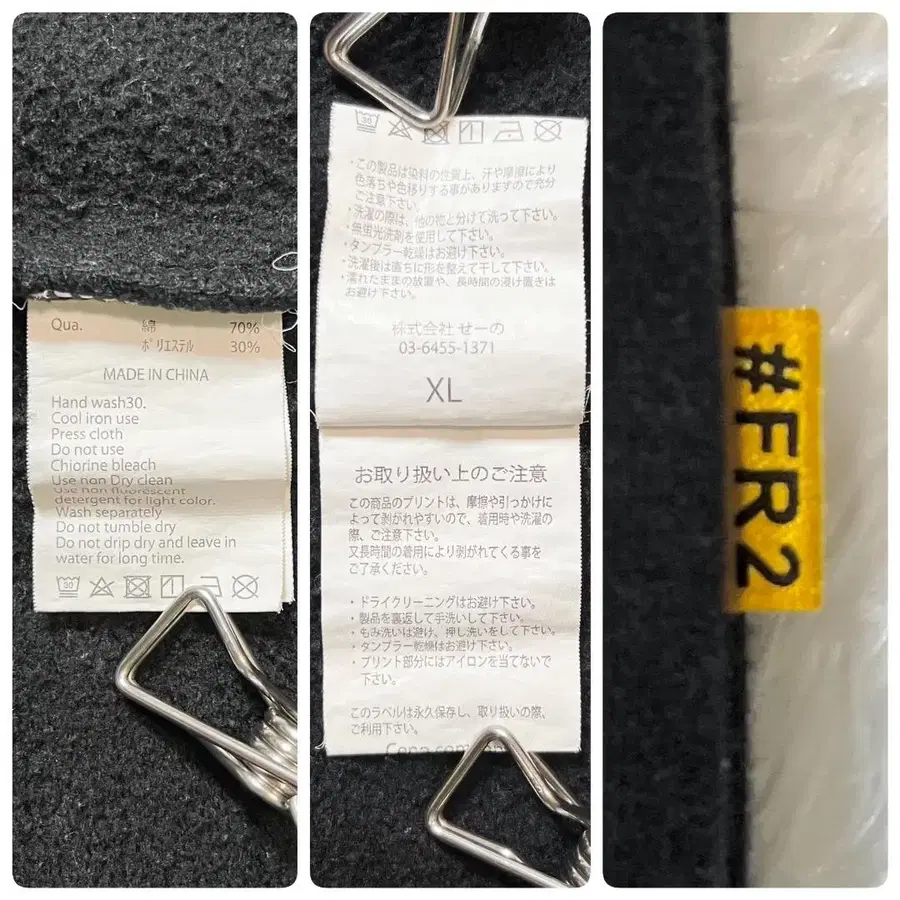 Qua. 綿 70%
ポリエステル 30%
MADE IN CHINA
Hand wash30.
Cool iron use
Press cloth
Do not use
Chlorine bleach
Use non Dry clean
Use non fluorescent
detergent for light color.
Wash separately
Do not tumble dry
Do not drip dry and leave in
water for long time.
30
30
・この製品は染料の性質上、汗や摩擦により
色落ちや色移りする事がありますので充分
ご注意下さい。
・洗濯の際は、他の物と分けて洗って下さい。
・無蛍光洗剤を使用して下さい。
・タンブラー乾燥はお避け下さい。
・洗濯後は直ちに形を整えて干して下さい。
・濡れたままの放置や、長時間の浸け置きは
お避け下さい。
株式会社 せーの
03-6455-1371
XL
お取り扱い上のご注意
この商品のプリントは、摩擦や引っかけに
よって剥がれやすいので、着用時や洗濯の
際、ご注意下さい。
又長時間の着用により剥がれてくる事を
ご了承ください。
・ドライクリーニングはお避け下さい。
・製品を裏返して手洗いして下さい。
・もみ洗いは避け、押し洗いをして下さい。
・タンブラー乾燥はお避け下さい。
・プリント部分にはアイロンを当てないで
下さい。
このラベルは永久保存し、取り扱いの際、
ご利用下さい。
#FR2